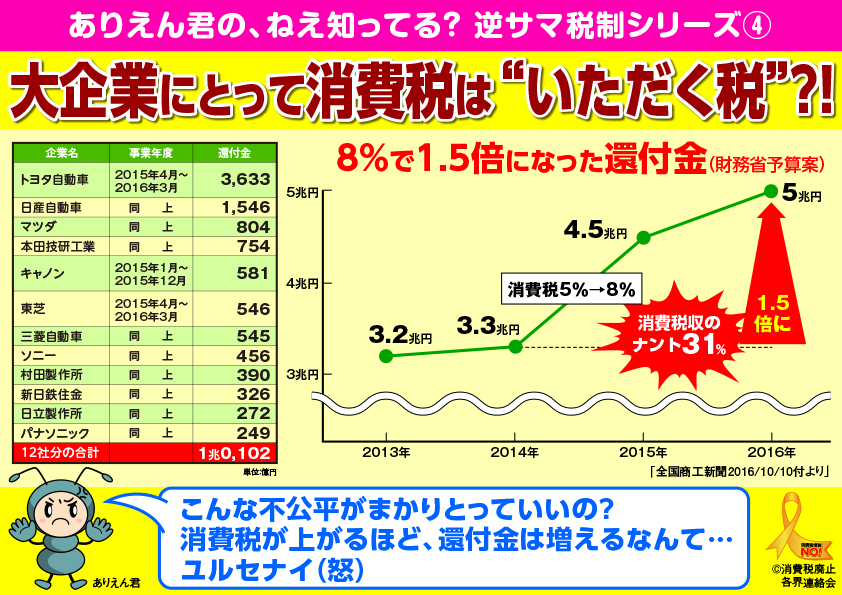 ありえん君の、ねえ知ってる？ 逆サマ税制シリーズ④
大企業にとって消費税は“いただく税”?!
企業名 事業年度 還付金
トヨタ自動車 2015年4月〜2016年3月 3,633
日産自動車 同 上 1,546
マツダ 同 上 804
本田技研工業 同 上 754
キャノン 2015年1月〜2015年12月 581
東芝 2015年4月〜2016年3月 546
三菱自動車 同 上 545
ソニー 同 上 456
村田製作所 同 上 390
新日鉄住金 同 上 326
日立製作所 同 上 272
パナソニック 同 上 249
12社分の合計 1兆0,102
単位:億円
8%で1.5倍になった還付金(財務省予算案)
5兆円
4兆円
3兆円
3.2兆円
3.3兆円
4.5兆円
5兆円
消費税5%→8%
消費税収の
ナント31%
1.5
倍に
2013年 2014年 2015年 2016年
「全国商工新聞2016/10/10付より」
こんな不公平がまかりとっていいの？
消費税が上がるほど、還付金は増えるなんて…
ユルセナイ(怒)
ありえん君
消費税増税
NO!
©消費税廃止
各界連絡会